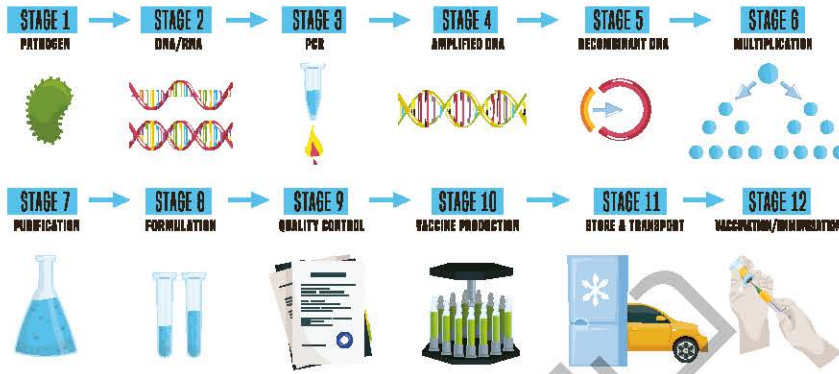 STAGE 1
STAGE 2
STAGE 3
STAGE 4
STAGE 5
STAGE 6
PATHOGEN
DNA/RNA
PCR
AMPLIFIED DNA
RECOMBINANT DNA
MULTIPLICATION
STAGE 7
STAGE 8
STAGE 9
STAGE 10
STAGE 11
STAGE 12
PURIFICATION
FORMULATION
QUALITY CONTROL
VACCINE PRODUCTION
STORE & TRANSPORT
VACCINATION/IMMUNIZATION